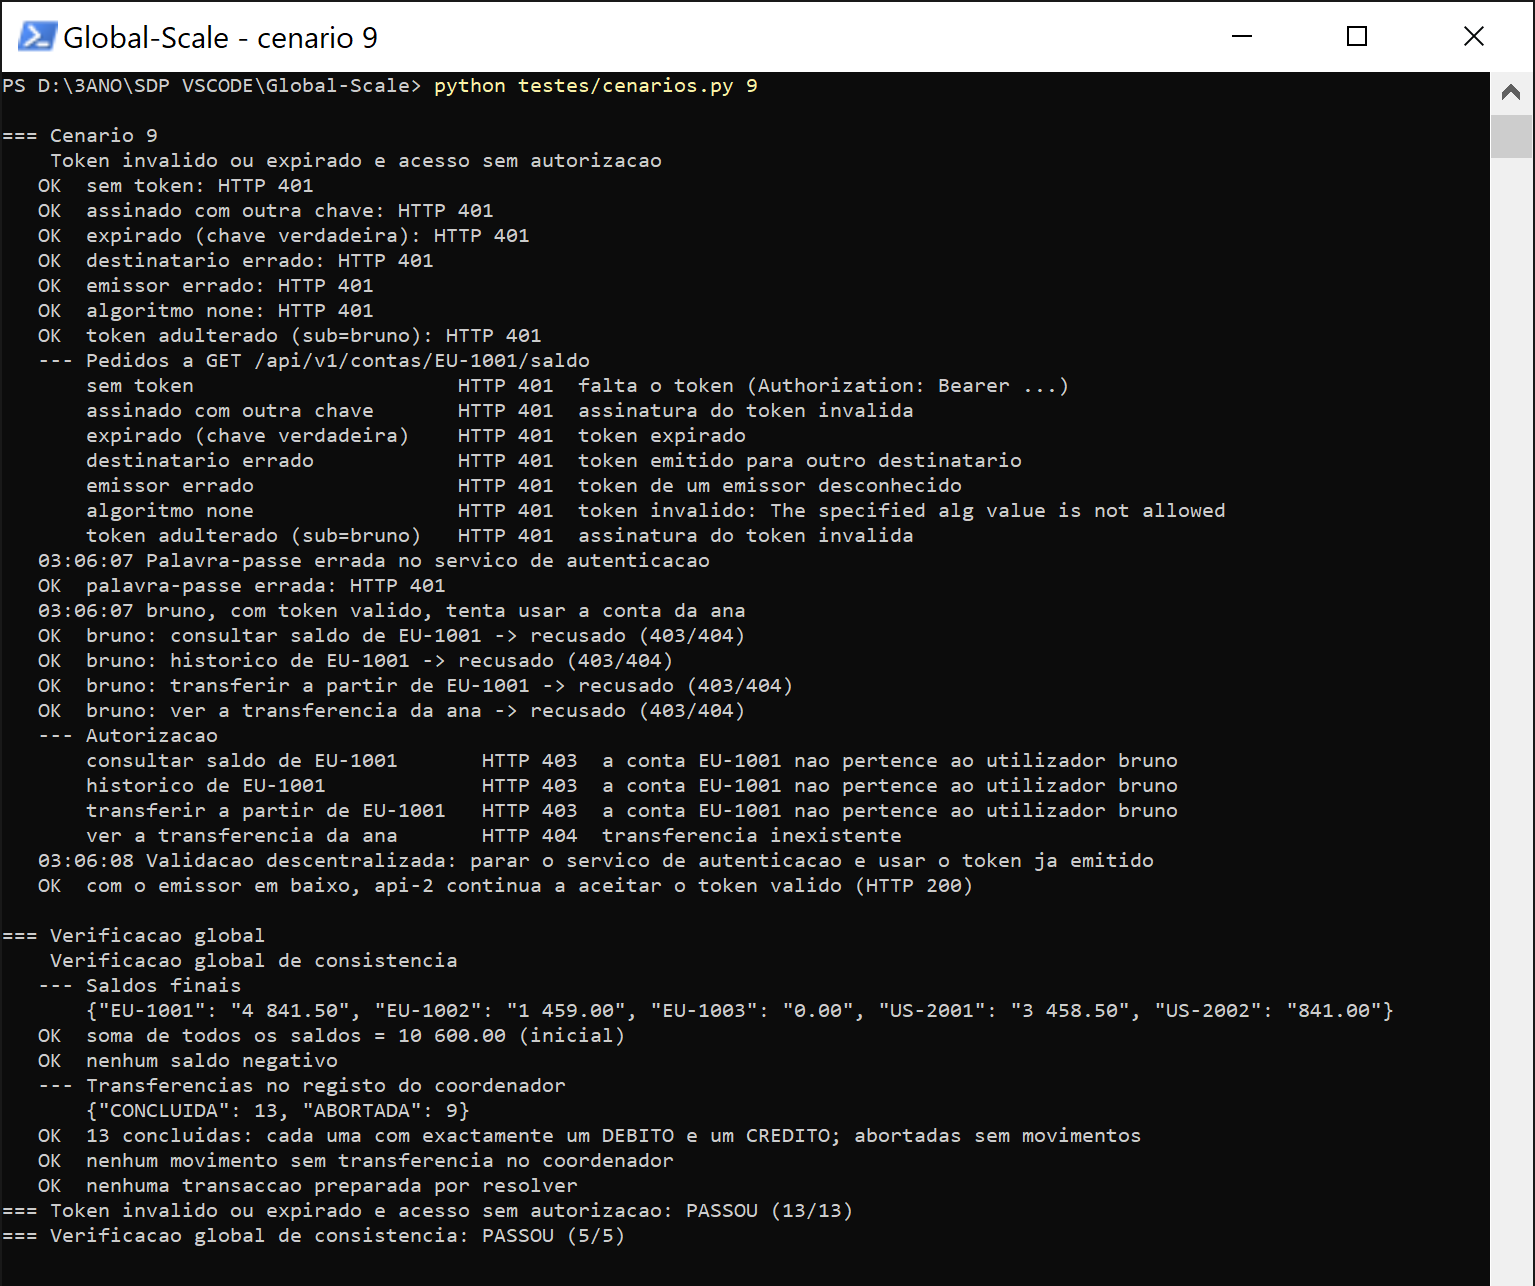 Global-Scale - cenario 9
PS D:\3ANO\SDP VSCODE\Global-Scale> python testes/cenarios.py 9
=== Cenario 9
Token invalido ou expirado e acesso sem autorizacao
OK  sem token: HTTP 401
OK  assinado com outra chave: HTTP 401
OK  expirado (chave verdadeira): HTTP 401
OK  destinatario errado: HTTP 401
OK  emissor errado: HTTP 401
OK  algoritmo none: HTTP 401
OK  token adulterado (sub=bruno): HTTP 401
--- Pedidos a GET /api/v1/contas/EU-1001/saldo
sem token                      HTTP 401  falta o token (Authorization: Bearer ...)
assinado com outra chave       HTTP 401  assinatura do token invalida
expirado (chave verdadeira)    HTTP 401  token expirado
destinatario errado            HTTP 401  token emitido para outro destinatario
emissor errado                 HTTP 401  token de um emissor desconhecido
algoritmo none                 HTTP 401  token invalido: The specified alg value is not allowed
token adulterado (sub=bruno)   HTTP 401  assinatura do token invalida
03:06:07 Palavra-passe errada no servico de autenticacao
OK  palavra-passe errada: HTTP 401
03:06:07 bruno, com token valido, tenta usar a conta da ana
OK  bruno: consultar saldo de EU-1001 -> recusado (403/404)
OK  bruno: historico de EU-1001 -> recusado (403/404)
OK  bruno: transferir a partir de EU-1001 -> recusado (403/404)
OK  bruno: ver a transferencia da ana -> recusado (403/404)
--- Autorizacao
consultar saldo de EU-1001       HTTP 403  a conta EU-1001 nao pertence ao utilizador bruno
historico de EU-1001             HTTP 403  a conta EU-1001 nao pertence ao utilizador bruno
transferir a partir de EU-1001   HTTP 403  a conta EU-1001 nao pertence ao utilizador bruno
ver a transferencia da ana       HTTP 404  transferencia inexistente
03:06:08 Validacao descentralizada: parar o servico de autenticacao e usar o token ja emitido
OK  com o emissor em baixo, api-2 continua a aceitar o token valido (HTTP 200)
=== Verificacao global
Verificacao global de consistencia
--- Saldos finais
{"EU-1001": "4 841.50", "EU-1002": "1 459.00", "EU-1003": "0.00", "US-2001": "3 458.50", "US-2002": "841.00"}
OK  soma de todos os saldos = 10 600.00 (inicial)
OK  nenhum saldo negativo
--- Transferencias no registo do coordenador
{"CONCLUIDA": 13, "ABORTADA": 9}
OK  13 concluidas: cada uma com exactamente um DEBITO e um CREDITO; abortadas sem movimentos
OK  nenhum movimento sem transferencia no coordenador
OK  nenhuma transaccao preparada por resolver
=== Token invalido ou expirado e acesso sem autorizacao: PASSOU (13/13)
=== Verificacao global de consistencia: PASSOU (5/5)